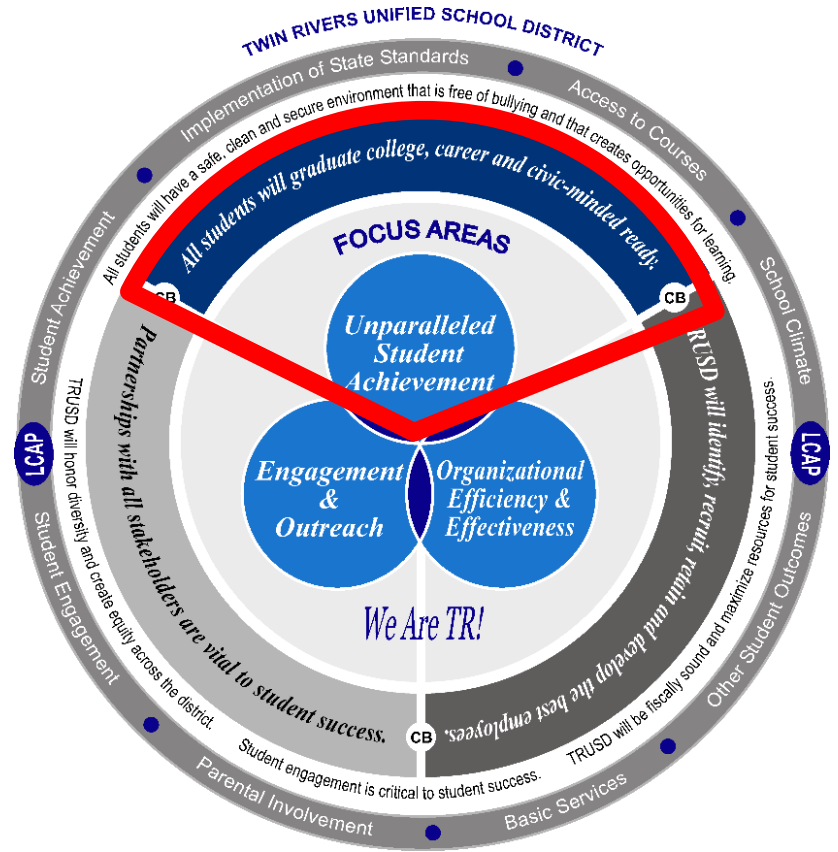 TWIN RIVERS UNIFIED SCHOOL DISTRICT
Implementation of State Standards
Access to Courses
School Climate
LCAP
Other Student Outcomes
Basic Services
Parental Involvement
Student Engagement
LCAP
Student Achievement
All students will have a safe, clean and secure environment that is free of bullying and that creates opportunities for learning.
TRUSD will be fiscally sound and maximize resources for student success.
Student engagement is critical to student success.
TRUSD will honor diversity and create equity across the district.
All students will graduate college, career and civic-minded ready.
CB
TRUSD will identify, recruit, retain and develop the best employees.
CB
Partnerships with all stakeholders are vital to student success.
CB
FOCUS AREAS
Unparalleled
Student
Achievement
Engagement
&
Outreach
Organizational
Efficiency &
Effectiveness
We Are TR!